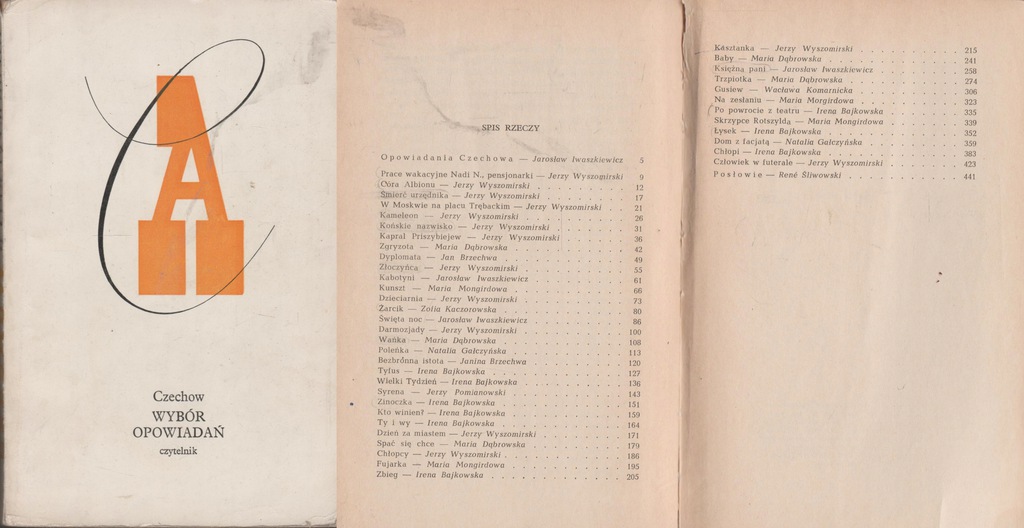 A
C
П
Czechow
WYBÓR
OPOWIADAŃ
czytelnik
SPIS RZECZY
Opowiadania Czechowa — Jarosław Iwaszkiewicz 5
Prace wakacyjne Nadi N., pensjonarki — Jerzy Wyszomirski 9
Córa Albionu — Jerzy Wyszomirski . . . . . . . . . 12
Śmierć urzędnika — Jerzy Wyszomirski . . . . . . . . 17
W Moskwie na placu Trębackim — Jerzy Wyszomirski . . 21
Kameleon — Jerzy Wyszomirski . . . . . . . . . . 26
Końskie nazwisko — Jerzy Wyszomirski . . . . . . . 31
Kapral Priszybiejew — Jerzy Wyszomirski . . . . . . 36
Zgryzota — Maria Dąbrowska . . . . . . . . . . . 42
Dyplomata — Jan Brzechwa . . . . . . . . . . . . 49
Złoczyńca — Jerzy Wyszomirski . . . . . . . . . . 55
Kabotyni — Jarosław Iwaszkiewicz . . . . . . . . . 61
Kunszt — Maria Mongirdowa . . . . . . . . . . . 66
Dzieciarnia — Jerzy Wyszomirski . . . . . . . . . . 73
Żarcik — Zofia Kaczorowska . . . . . . . . . . . . 80
Święta noc — Jarosław Iwaszkiewicz . . . . . . . . . 86
Darmozjady — Jerzy Wyszomirski . . . . . . . . . . 100
Wańka — Maria Dąbrowska . . . . . . . . . . . . 108
Poleńka — Natalia Gałczyńska . . . . . . . . . . . 113
Bezbronna istota — Janina Brzechwa . . . . . . . . . 120
Tyfus — Irena Bajkowska . . . . . . . . . . . . . 127
Wielki Tydzień — Irena Bajkowska . . . . . . . . . 136
Syrena — Jerzy Pomianowski . . . . . . . . . . . 143
Zinoczka — Irena Bajkowska . . . . . . . . . . . 151
Kto winien? — Irena Bajkowska . . . . . . . . . . 159
Ty i wy — Irena Bajkowska . . . . . . . . . . . . 164
Dzień za miastem — Jerzy Wyszomirski . . . . . . . . 171
Spać się chce — Maria Dąbrowska . . . . . . . . . . 179
Chłopcy — Jerzy Wyszomirski . . . . . . . . . . . 186
Fujarka — Maria Mongirdowa . . . . . . . . . . . 195
Zbieg — Irena Bajkowska . . . . . . . . . . . . . 205
Kasztanka — Jerzy Wyszomirski . . . . . . . . . . 215
Baby — Maria Dąbrowska . . . . . . . . . . . . . 241
Księżna pani — Jarosław Iwaszkiewicz . . . . . . . . 258
Trzpiotka — Maria Dąbrowska . . . . . . . . . . . 274
Gusiew — Wacława Komarnicka . . . . . . . . . . 306
Na zesłaniu — Maria Morgirdowa . . . . . . . . . . 323
Po powrocie z teatru — Irena Bajkowska . . . . . . . 335
Skrzypce Rotszylda — Maria Mongirdowa . . . . . . . 339
Łysek — Irena Bajkowska . . . . . . . . . . . . . 352
Dom z facjatą — Natalia Gałczyńska . . . . . . . . . 359
Chłopi — Irena Bajkowska . . . . . . . . . . . . 383
Człowiek w futerale — Jerzy Wyszomirski . . . . . . . 423
Posłowie — René Śliwowski . . . . . . . . . . . . 441